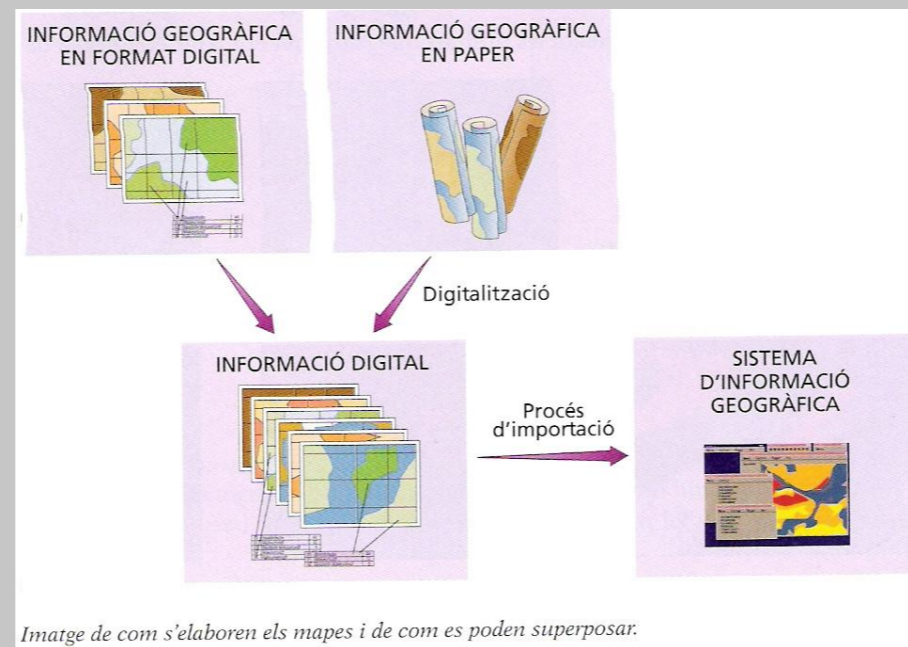 INFORMACIÓ GEOGRÀFICA
EN FORMAT DIGITAL
INFORMACIÓ GEOGRÀFICA
EN PAPER
Digitalització
INFORMACIÓ DIGITAL
Procés
d'importació
SISTEMA
D'INFORMACIÓ
GEOGRÀFICA
Imatge de com s'elaboren els mapes i de com es poden superposar.